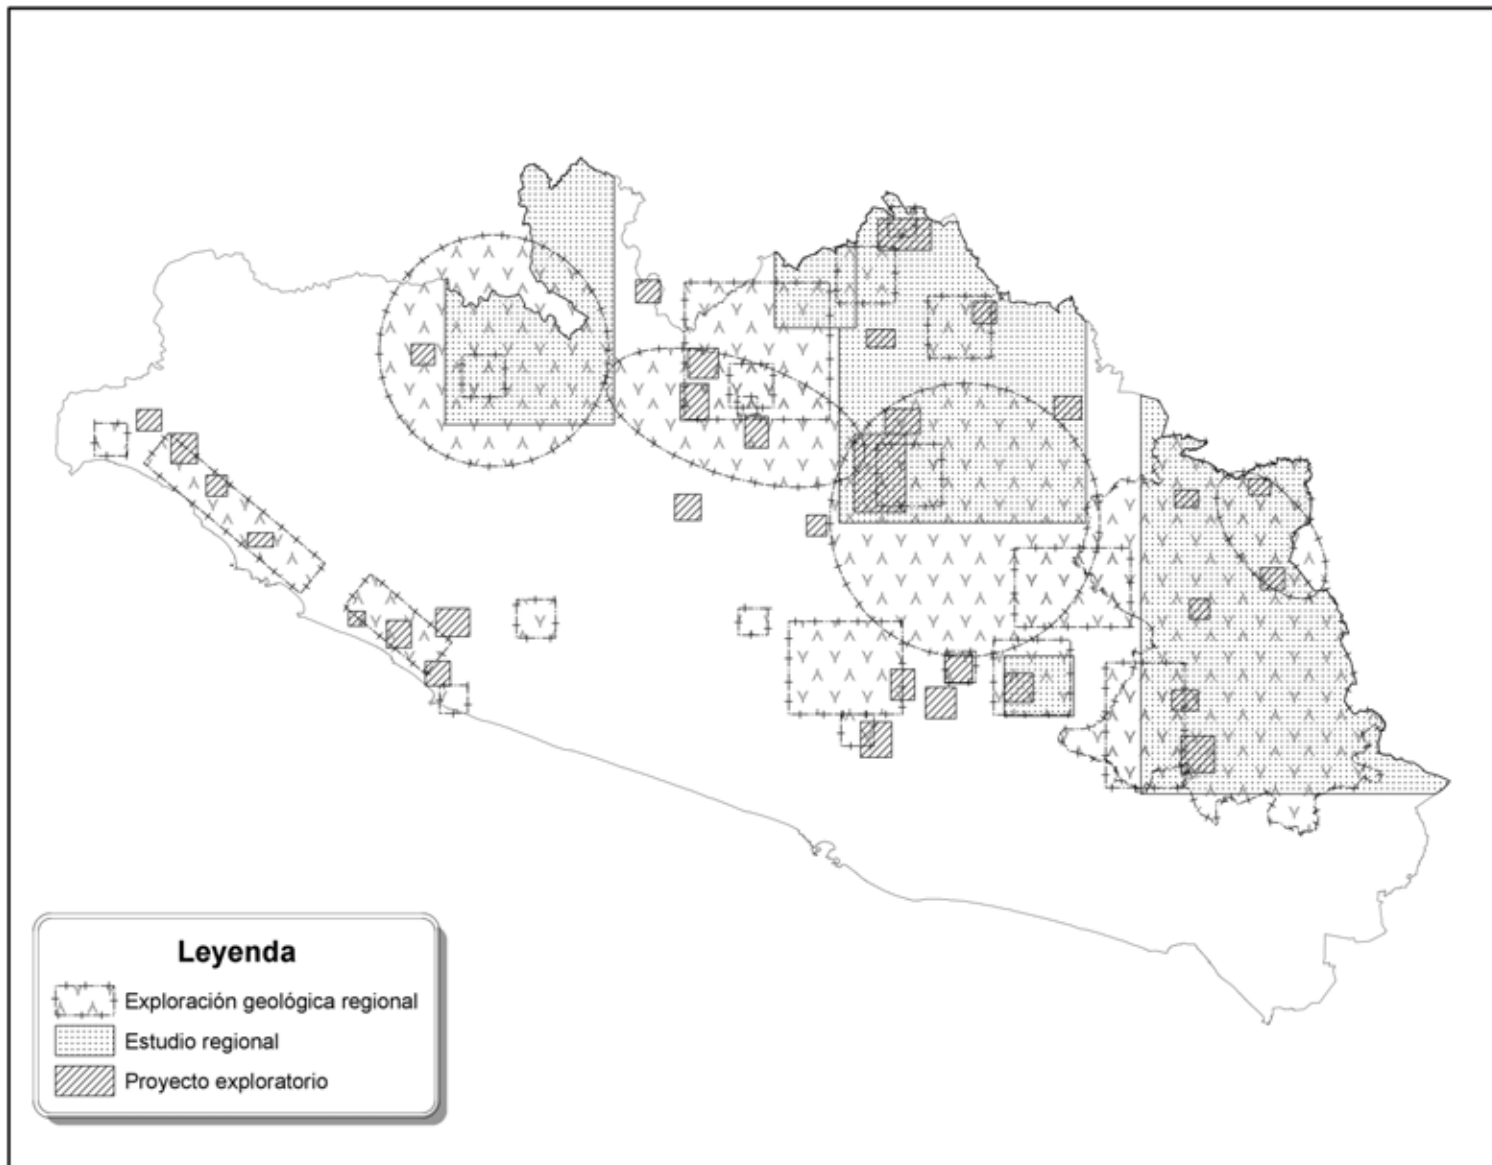 Leyenda
Exploración geológica regional
Estudio regional
Proyecto exploratorio